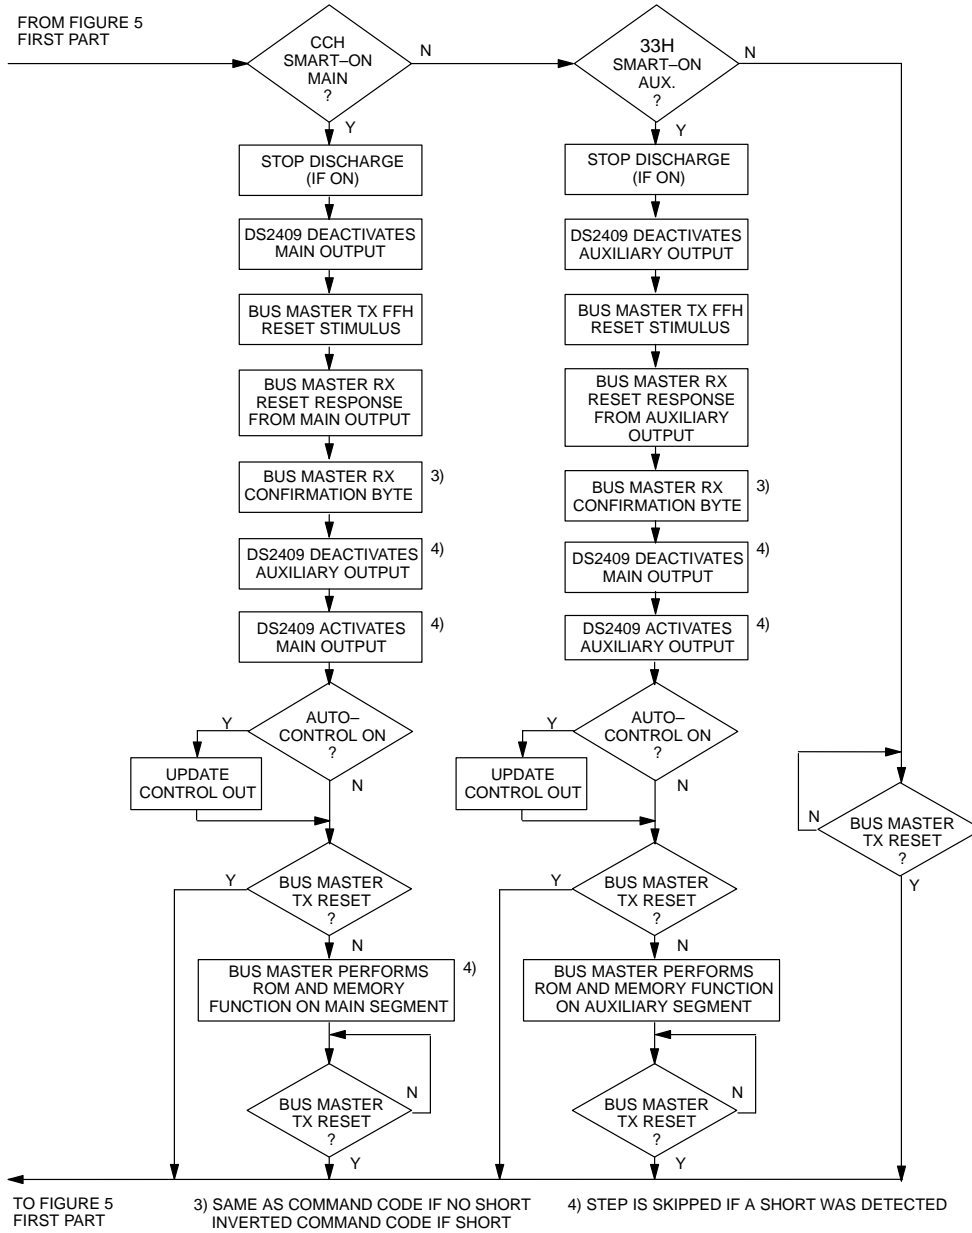 FROM FIGURE 5
FIRST PART
CCH
SMART–ON
MAIN
?
N
Y
33H
SMART–ON
AUX.
?
N
Y
STOP DISCHARGE
(IF ON)
DS2409 DEACTIVATES
MAIN OUTPUT
BUS MASTER TX FFH
RESET STIMULUS
BUS MASTER RX
RESET RESPONSE
FROM MAIN OUTPUT
BUS MASTER RX
CONFIRMATION BYTE
3)
DS2409 DEACTIVATES
AUXILIARY OUTPUT
4)
DS2409 ACTIVATES
MAIN OUTPUT
4)
AUTO–
CONTROL ON
?
Y
N
UPDATE
CONTROL OUT
BUS MASTER
TX RESET
?
Y
N
BUS MASTER PERFORMS
ROM AND MEMORY
FUNCTION ON MAIN SEGMENT
4)
BUS MASTER
TX RESET
?
N
Y
STOP DISCHARGE
(IF ON)
DS2409 DEACTIVATES
AUXILIARY OUTPUT
BUS MASTER TX FFH
RESET STIMULUS
BUS MASTER RX
RESET RESPONSE
FROM AUXILIARY
OUTPUT
BUS MASTER RX
CONFIRMATION BYTE
3)
DS2409 DEACTIVATES
MAIN OUTPUT
4)
DS2409 ACTIVATES
AUXILIARY OUTPUT
4)
AUTO–
CONTROL ON
?
Y
N
UPDATE
CONTROL OUT
BUS MASTER
TX RESET
?
Y
N
BUS MASTER PERFORMS
ROM AND MEMORY FUNCTION
ON AUXILIARY SEGMENT
BUS MASTER
TX RESET
?
N
Y
BUS MASTER
TX RESET
?
N
Y
TO FIGURE 5
FIRST PART
3) SAME AS COMMAND CODE IF NO SHORT
INVERTED COMMAND CODE IF SHORT
4) STEP IS SKIPPED IF A SHORT WAS DETECTED